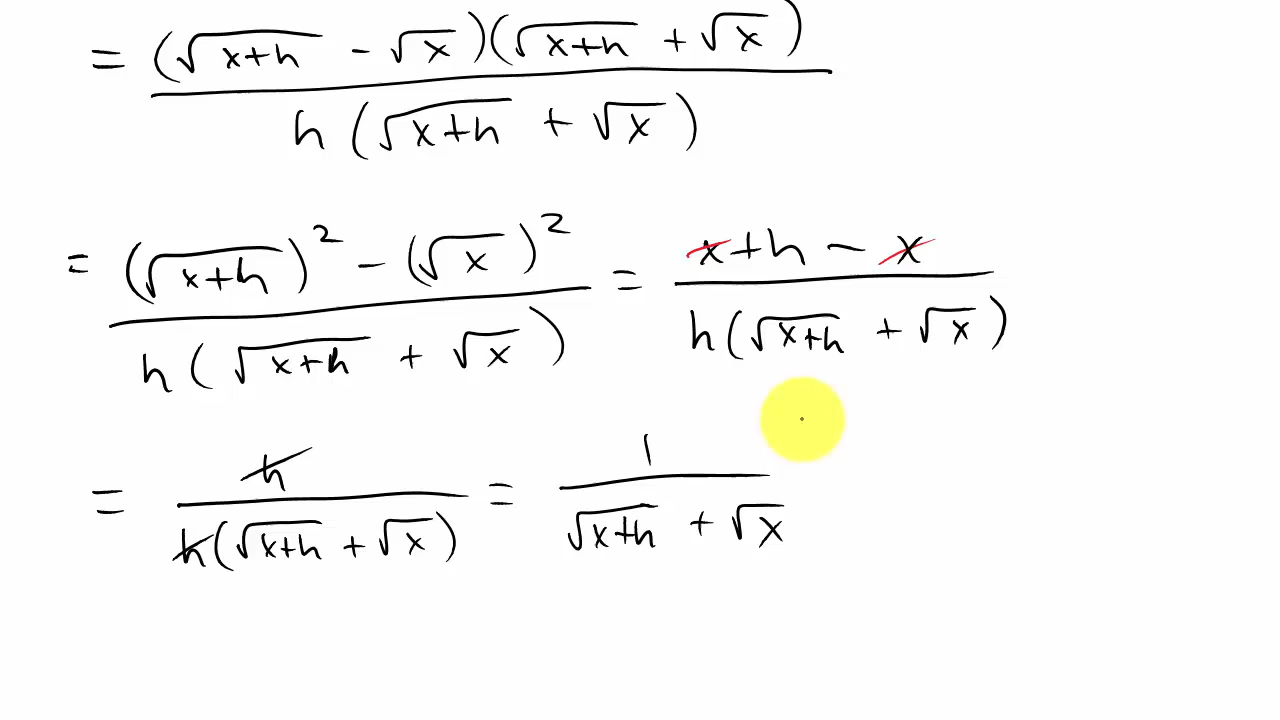 = (√(x+h) - √x)(√(x+h) + √x) / h(√(x+h) + √x)
= (√(x+h))² - (√x)² / h(√(x+h) + √x) = x+h - x / h(√(x+h) + √x)
= h / h(√(x+h) + √x) = 1 / √(x+h) + √x